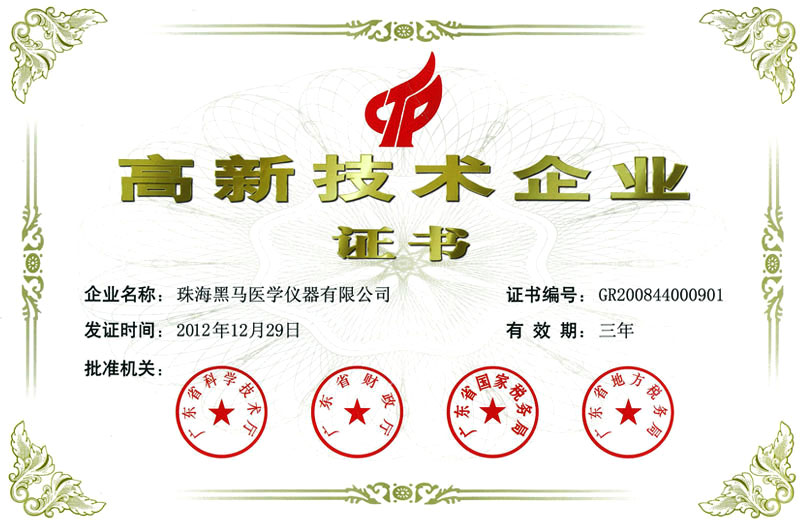 高新技术企业
证书
企业名称：珠海黑马医学仪器有限公司 证书编号：GR200844000901
发证时间：2012年12月29日 有 效 期：三年
批准机关：
广东省科学技术厅
广东省财政厅
广东省国家税务局
广东省地方税务局